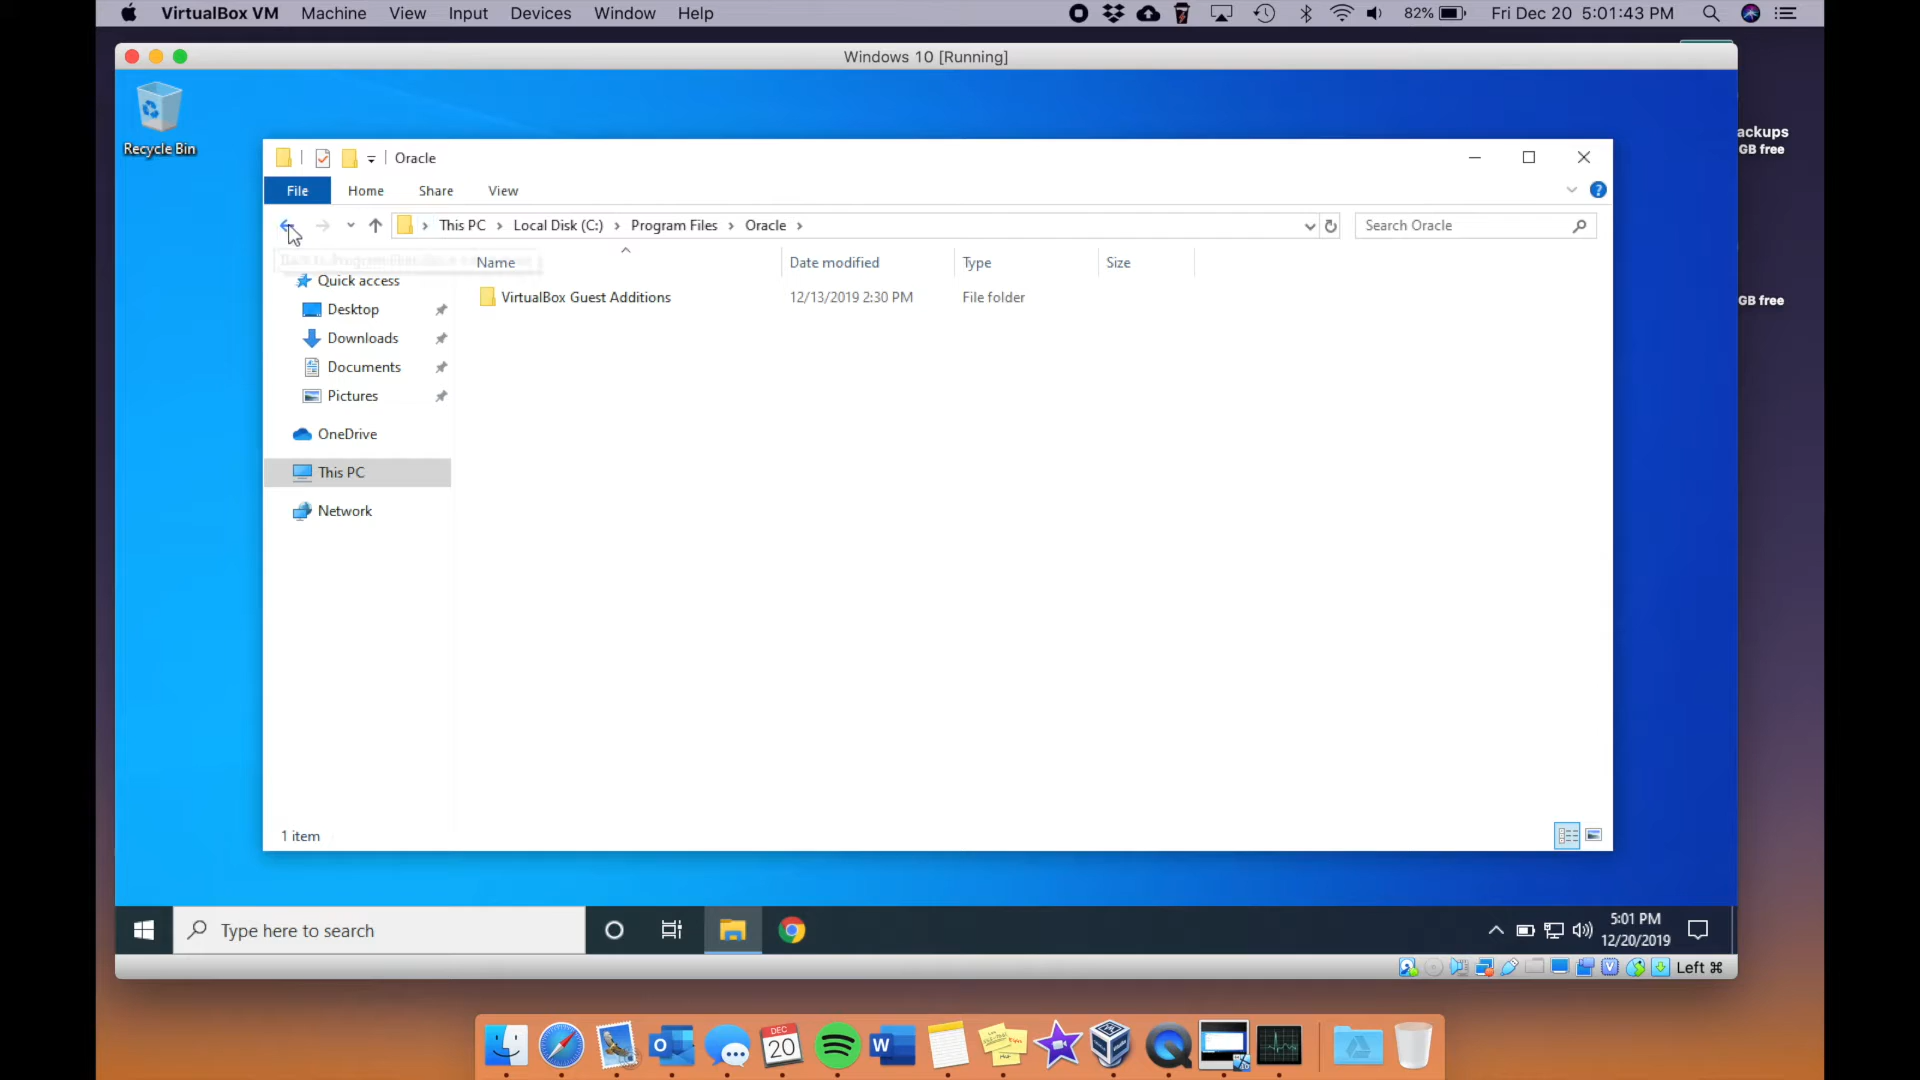 VirtualBox VM Machine View Input Devices Window Help 82% Fri Dec 20 5:01:43 PM
Windows 10 [Running]
Recycle Bin
ackups
GB free
GB free
Oracle
File Home Share View
This PC Local Disk (C:) Program Files Oracle Search Oracle
Name Date modified Type Size
VirtualBox Guest Additions 12/13/2019 2:30 PM File folder
Quick access
Desktop
Downloads
Documents
Pictures
OneDrive
This PC
Network
1 item
Type here to search
5:01 PM
12/20/2019
Left ⌘
DEC
20